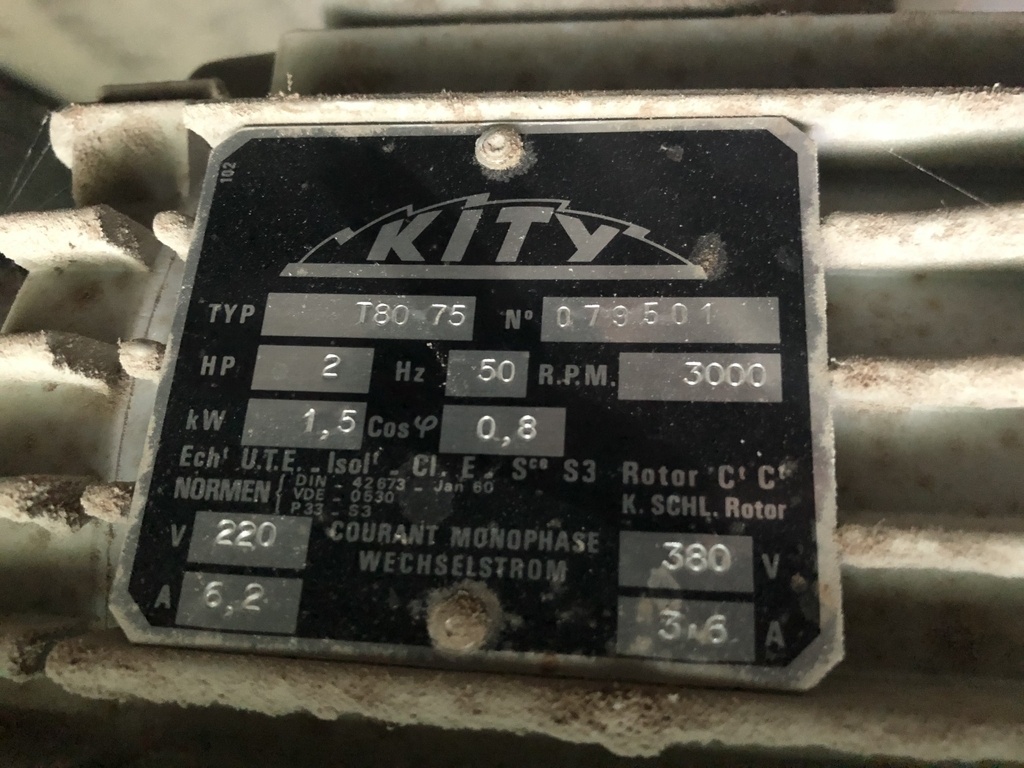 102
KITY
TYP T80 75 N° 079501
HP 2 Hz 50 R.P.M. 3000
kW 1,5 Cos φ 0,8
Echᵗ U.T.E. - Isolᵗ - Cl. E. Sᶜᵉ S3 Rotor Cᵗ Cᵗ
NORMEN { DIN - 42673 - Jan 60
VDE - 0530
P33 - S3
K. SCHL. Rotor
V 220 COURANT MONOPHASE 380 V
WECHSELSTROM
A 6,2 3,6 A